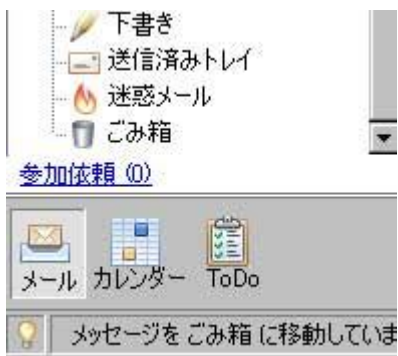 下書き
送信済みトレイ
迷惑メール
ごみ箱
参加依頼 (0)
メール カレンダー ToDo
メッセージを ごみ箱 に移動していま